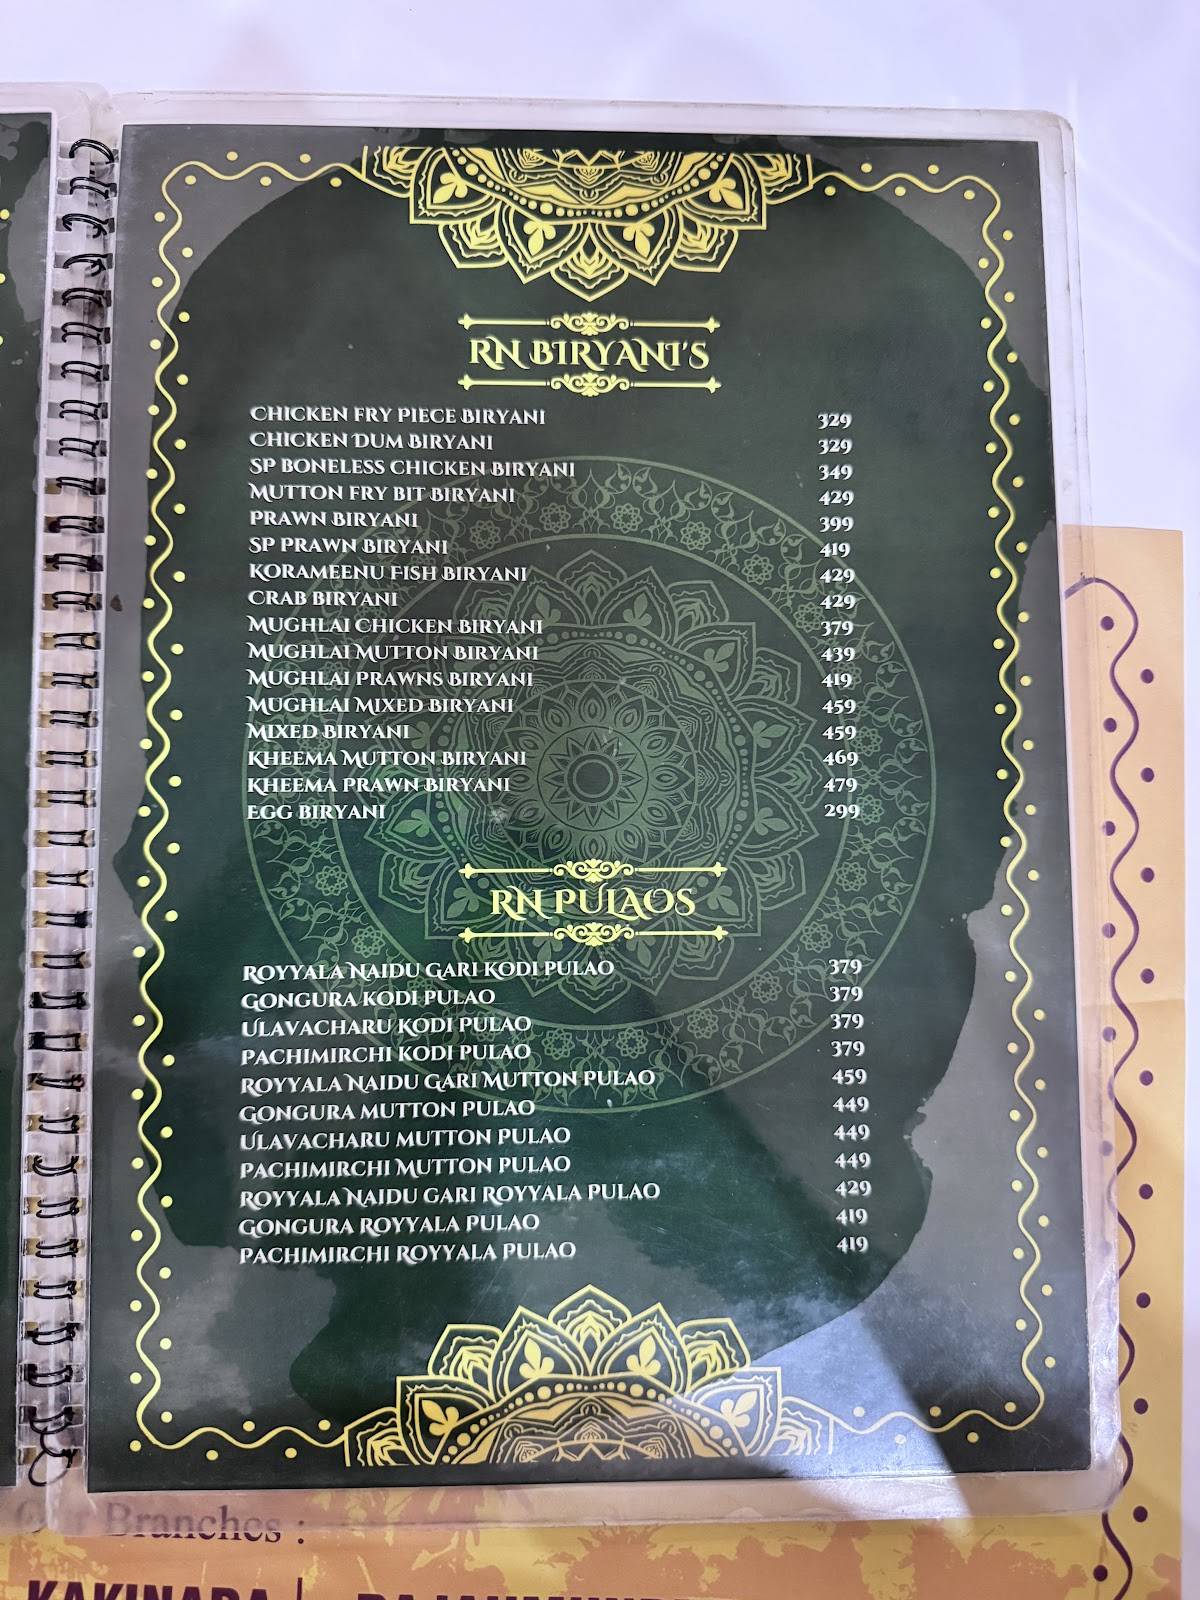 RN BIRYANI'S
CHICKEN FRY PIECE BIRYANI 329
CHICKEN DUM BIRYANI 329
SP BONELESS CHICKEN BIRYANI 349
MUTTON FRY BIT BIRYANI 429
PRAWN BIRYANI 399
SP PRAWN BIRYANI 419
KORAMEENU FISH BIRYANI 429
CRAB BIRYANI 429
MUGHLAI CHICKEN BIRYANI 379
MUGHLAI MUTTON BIRYANI 439
MUGHLAI PRAWNS BIRYANI 419
MUGHLAI MIXED BIRYANI 459
MIXED BIRYANI 459
KHEEMA MUTTON BIRYANI 469
KHEEMA PRAWN BIRYANI 479
EGG BIRYANI 299
RN PULAOS
ROYYALA NAIDU GARI KODI PULAO 379
GONGURA KODI PULAO 379
ULAVACHARU KODI PULAO 379
PACHIMIRCHI KODI PULAO 379
ROYYALA NAIDU GARI MUTTON PULAO 459
GONGURA MUTTON PULAO 449
ULAVACHARU MUTTON PULAO 449
PACHIMIRCHI MUTTON PULAO 449
ROYYALA NAIDU GARI ROYYALA PULAO 429
GONGURA ROYYALA PULAO 419
PACHIMIRCHI ROYYALA PULAO 419
Our Branches :
KAKINADA |